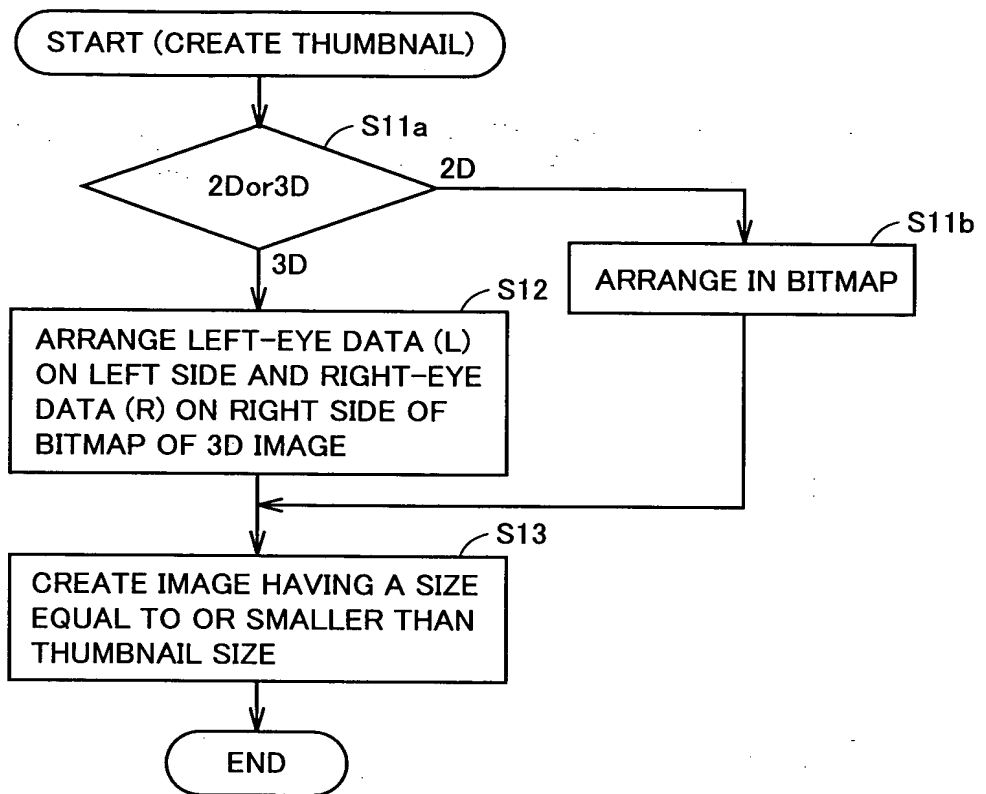 START (CREATE THUMBNAIL)
S11a
2Dor3D
2D
3D
S11b
ARRANGE IN BITMAP
S12
ARRANGE LEFT-EYE DATA (L)
ON LEFT SIDE AND RIGHT-EYE
DATA (R) ON RIGHT SIDE OF
BITMAP OF 3D IMAGE
S13
CREATE IMAGE HAVING A SIZE
EQUAL TO OR SMALLER THAN
THUMBNAIL SIZE
END